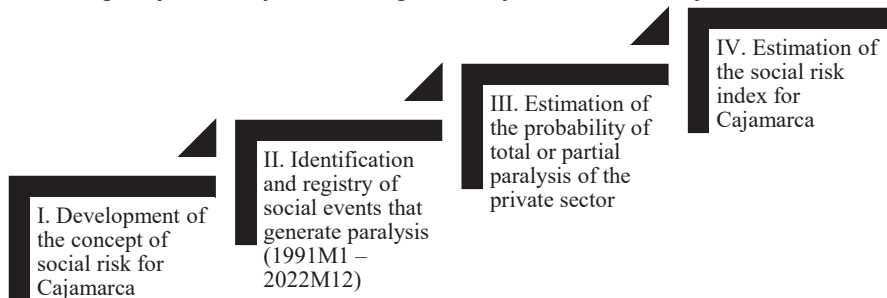 I. Development of
the concept of
social risk for
Cajamarca
II. Identification
and registry of
social events that
generate paralysis
(1991M1 –
2022M12)
III. Estimation of
the probability of
total or partial
paralysis of the
private sector
IV. Estimation of
the social risk
index for
Cajamarca